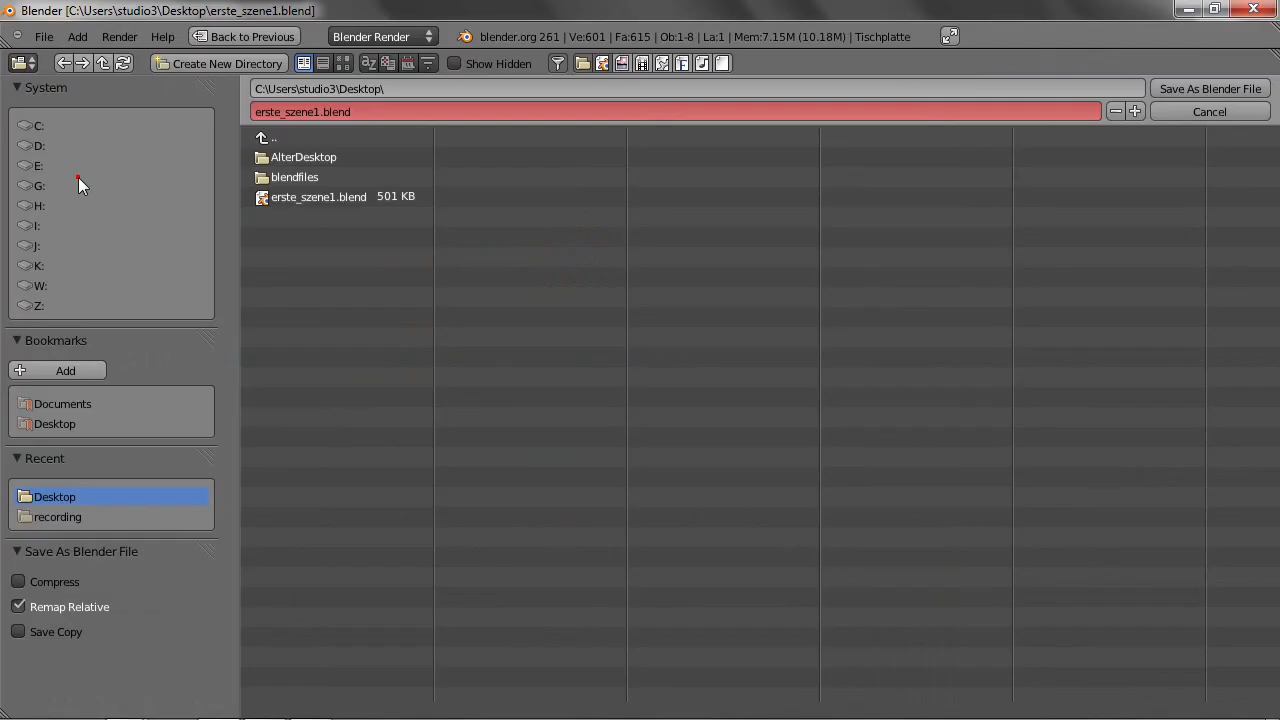 Blender [C:\Users\studio3\Desktop\erste_szene1.blend]
File Add Render Help Back to Previous Blender Render blender.org 261 | Ve:601 | Fa:615 | Ob:1-8 | La:1 | Mem:7.15M (10.18M) | Tischplatte
Create New Directory Show Hidden
System
C:\Users\studio3\Desktop\ Save As Blender File
erste_szene1.blend Cancel
C:
D:
E:
G:
H:
I:
J:
K:
W:
Z:
..
AlterDesktop
blendfiles
erste_szene1.blend 501 KB
Bookmarks
Add
Documents
Desktop
Recent
Desktop
recording
Save As Blender File
Compress
Remap Relative
Save Copy